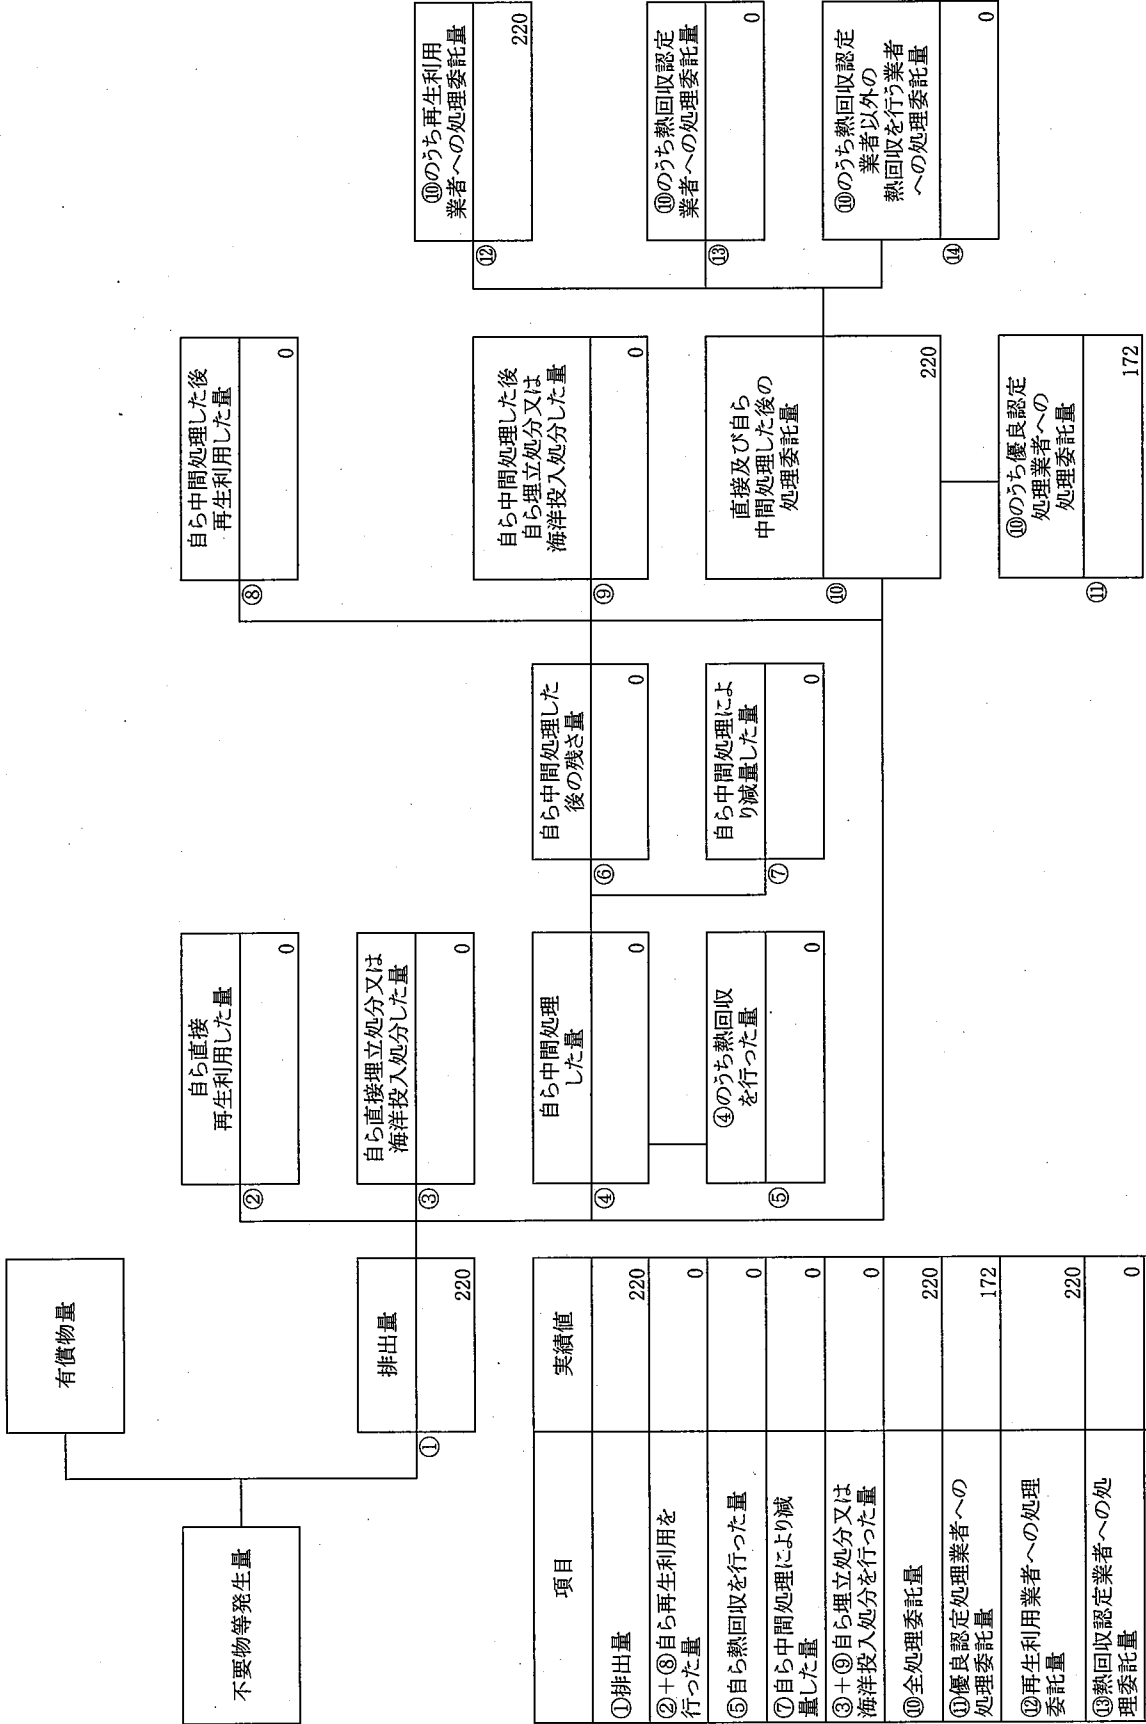 不要物等発生量
有償物量
排出量
①
220
自ら直接
再生利用した量
②
0
自ら直接埋立処分又は
海洋投入処分した量
③
0
自ら中間処理
した量
④
0
④のうち熱回収
を行った量
⑤
0
自ら中間処理した
後の残さ量
⑥
0
自ら中間処理によ
り減量した量
⑦
0
自ら中間処理した後
再生利用した量
⑧
0
自ら中間処理した後
自ら埋立処分又は
海洋投入処分した量
⑨
0
直接及び自ら
中間処理した後の
処理委託量
⑩
220
⑩のうち優良認定
処理業者への
処理委託量
⑪
172
⑩のうち再生利用
業者への処理委託量
⑫
220
⑩のうち熱回収認定
業者への処理委託量
⑬
0
⑩のうち熱回収認定
業者以外の
熱回収を行う業者
への処理委託量
⑭
0
項目 実績値
①排出量 220
②+⑧自ら再生利用を
行った量 0
⑤自ら熱回収を行った量 0
⑦自ら中間処理により減
量した量 0
③+⑨自ら埋立処分又は
海洋投入処分を行った量 0
⑩全処理委託量 220
⑪優良認定処理業者への
処理委託量 172
⑫再生利用業者への処理
委託量 220
⑬熱回収認定業者への処
理委託量 0